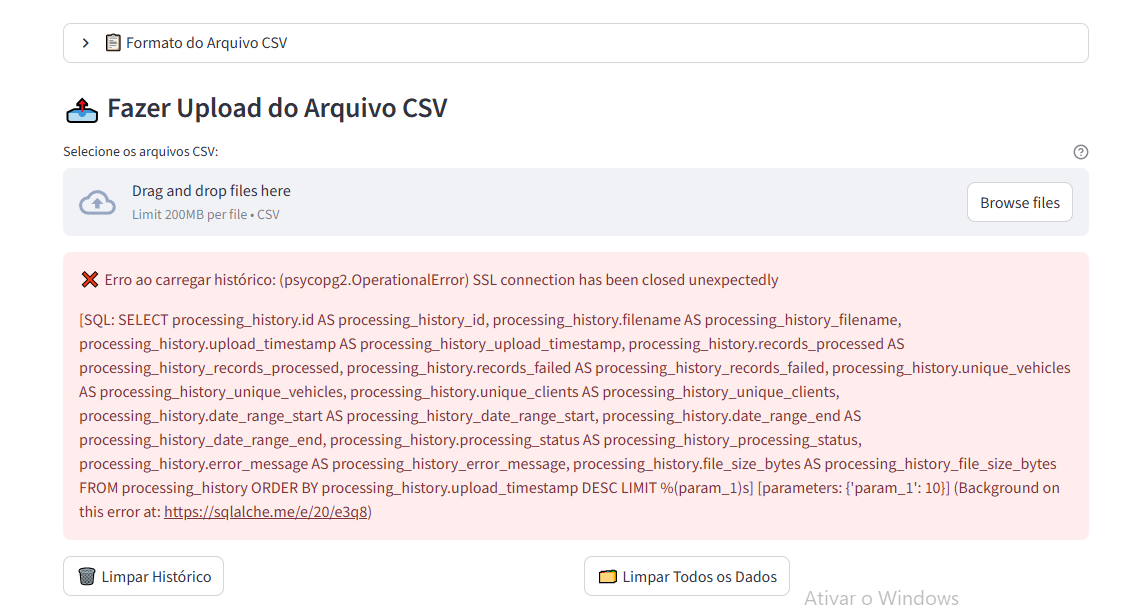 Formato do Arquivo CSV
Fazer Upload do Arquivo CSV
Selecione os arquivos CSV:
Drag and drop files here
Limit 200MB per file • CSV
Browse files
Erro ao carregar histórico: (psycopg2.OperationalError) SSL connection has been closed unexpectedly
[SQL: SELECT processing_history.id AS processing_history_id, processing_history.filename AS processing_history_filename,
processing_history.upload_timestamp AS processing_history_upload_timestamp, processing_history.records_processed AS
processing_history_records_processed, processing_history.records_failed AS processing_history_records_failed, processing_history.unique_vehicles
AS processing_history_unique_vehicles, processing_history.unique_clients AS processing_history_unique_clients,
processing_history.date_range_start AS processing_history_date_range_start, processing_history.date_range_end AS
processing_history_date_range_end, processing_history.processing_status AS processing_history_processing_status,
processing_history.error_message AS processing_history_error_message, processing_history.file_size_bytes AS processing_history_file_size_bytes
FROM processing_history ORDER BY processing_history.upload_timestamp DESC LIMIT %(param_1)s] [parameters: {'param_1': 10}] (Background on
this error at: https://sqlalche.me/e/20/e3q8)
Limpar Histórico
Limpar Todos os Dados
Ativar o Windows